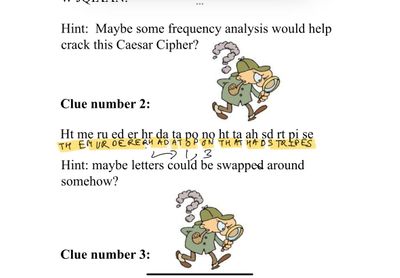 ...
Hint: Maybe some frequency analysis would help
crack this Caesar Cipher?
Clue number 2:
Ht me ru ed er hr da ta po no ht ta ah sd rt pi se
TH EM UR DE RE RH AD AT OP ON TH AT HA DS TR IP ES
1, 3
Hint: maybe letters could be swapped around
somehow?
Clue number 3: